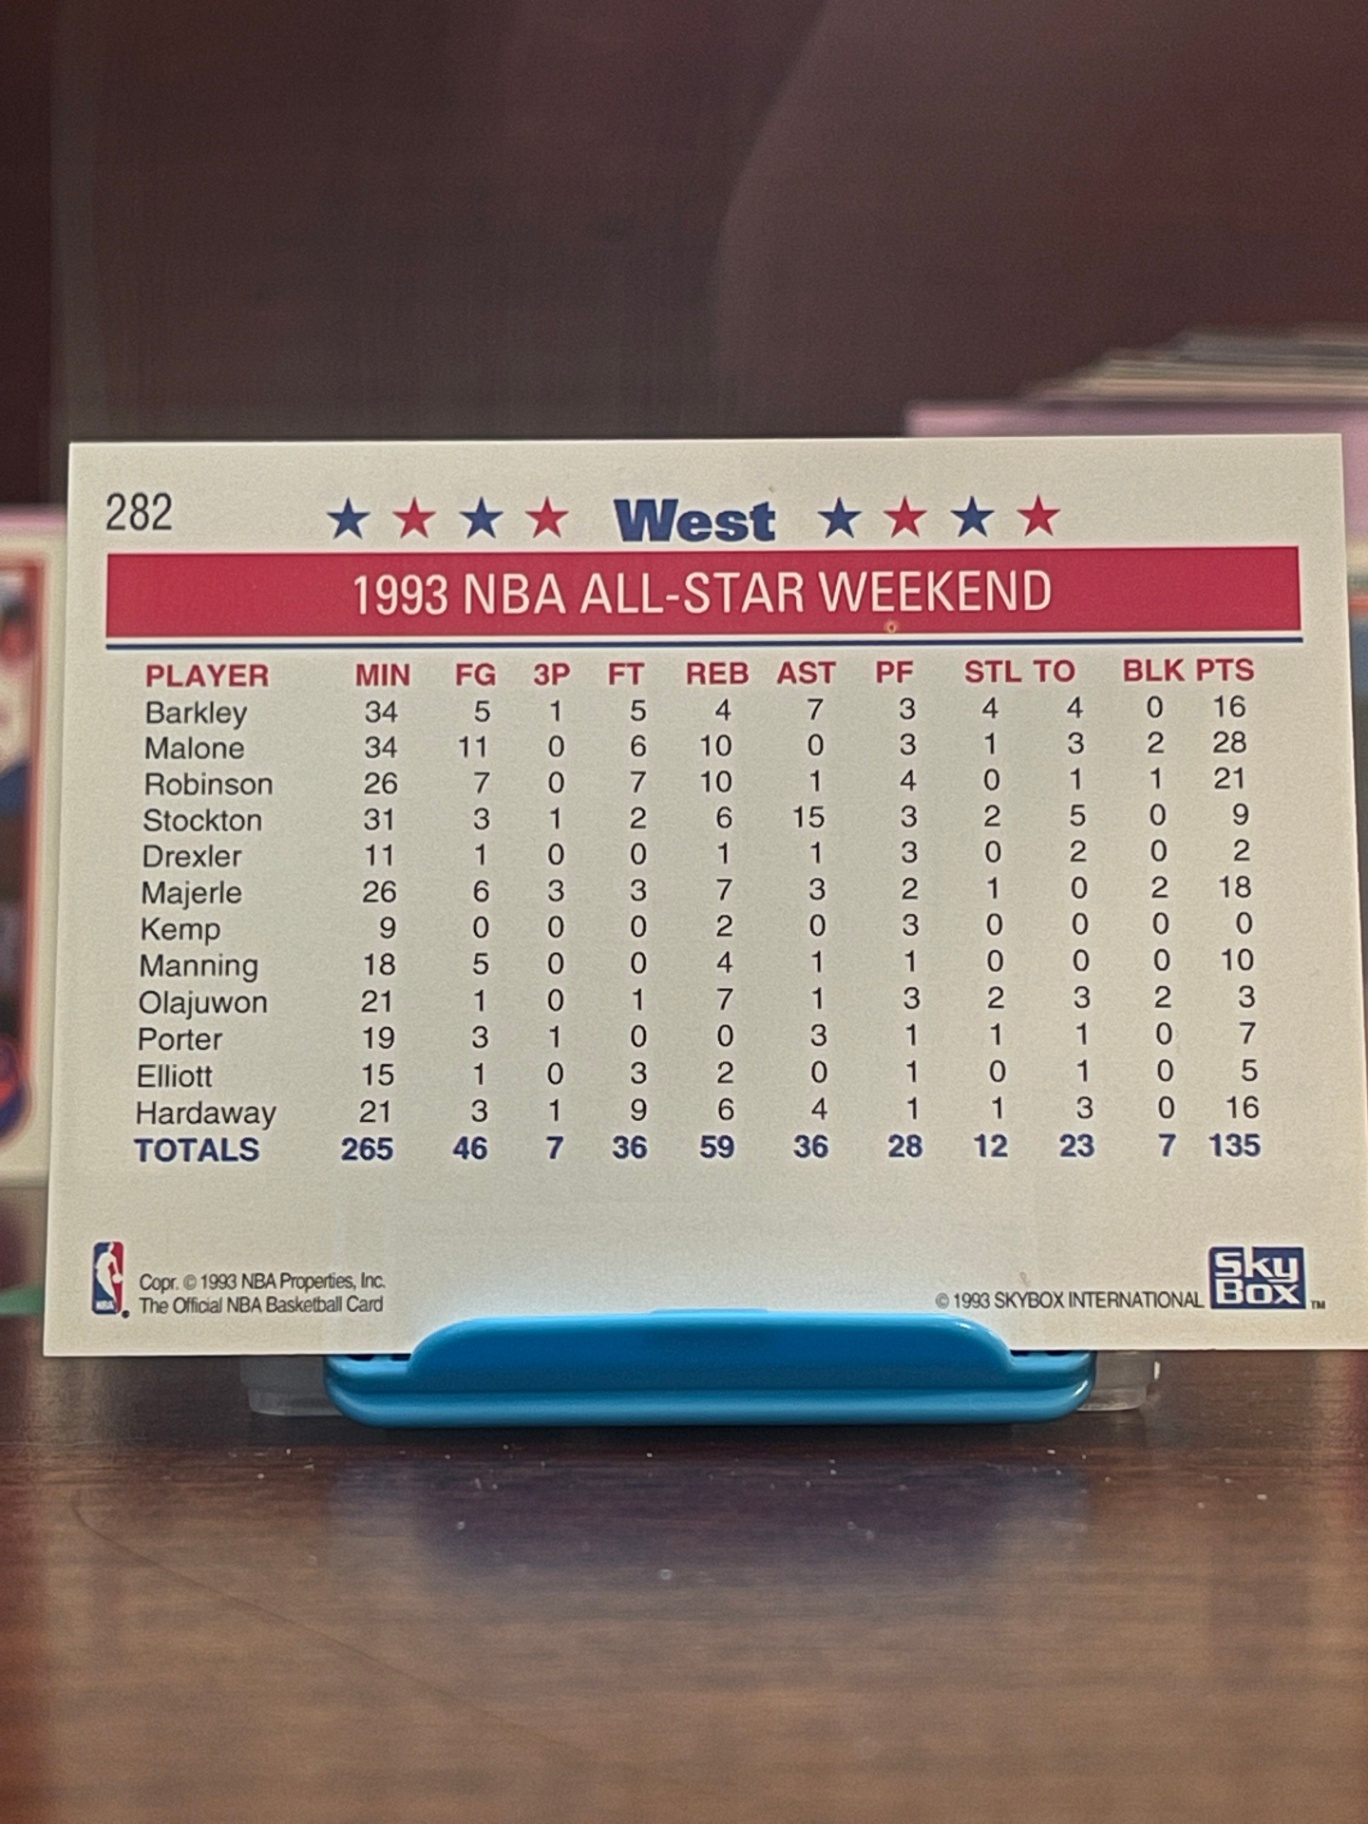 282 ★ ★ ★ ★ West ★ ★ ★ ★
1993 NBA ALL-STAR WEEKEND
PLAYER MIN FG 3P FT REB AST PF STL TO BLK PTS
Barkley 34 5 1 5 4 7 3 4 4 0 16
Malone 34 11 0 6 10 0 3 1 3 2 28
Robinson 26 7 0 7 10 1 4 0 1 1 21
Stockton 31 3 1 2 6 15 3 2 5 0 9
Drexler 11 1 0 0 1 1 3 0 2 0 2
Majerle 26 6 3 3 7 3 2 1 0 2 18
Kemp 9 0 0 0 2 0 3 0 0 0 0
Manning 18 5 0 0 4 1 1 0 0 0 10
Olajuwon 21 1 0 1 7 1 3 2 3 2 3
Porter 19 3 1 0 0 3 1 1 1 0 7
Elliott 15 1 0 3 2 0 1 0 1 0 5
Hardaway 21 3 1 9 6 4 1 1 3 0 16
TOTALS 265 46 7 36 59 36 28 12 23 7 135
NBA
Copr. © 1993 NBA Properties, Inc.
The Official NBA Basketball Card
© 1993 SKYBOX INTERNATIONAL
Sky
Box ™